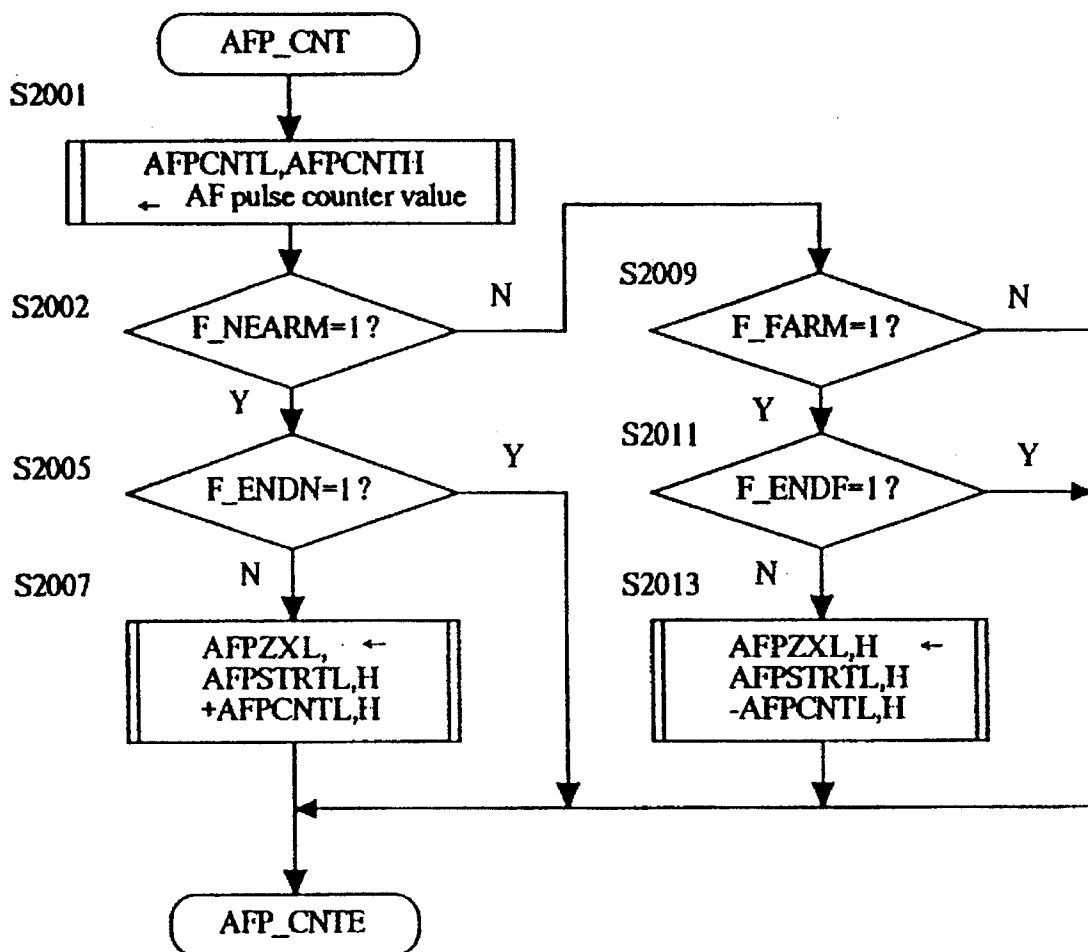 AFP_CNT
S2001
AFPCNTL,AFPCNTH
← AF pulse counter value
S2002
F_NEARM=1?
N
Y
S2005
F_ENDN=1?
Y
N
S2007
AFPZXL, ←
AFPSTRTL,H
+AFPCNTL,H
S2009
F_FARM=1?
N
Y
S2011
F_ENDF=1?
Y
N
S2013
AFPZXL,H ←
AFPSTRTL,H
-AFPCNTL,H
AFP_CNTE